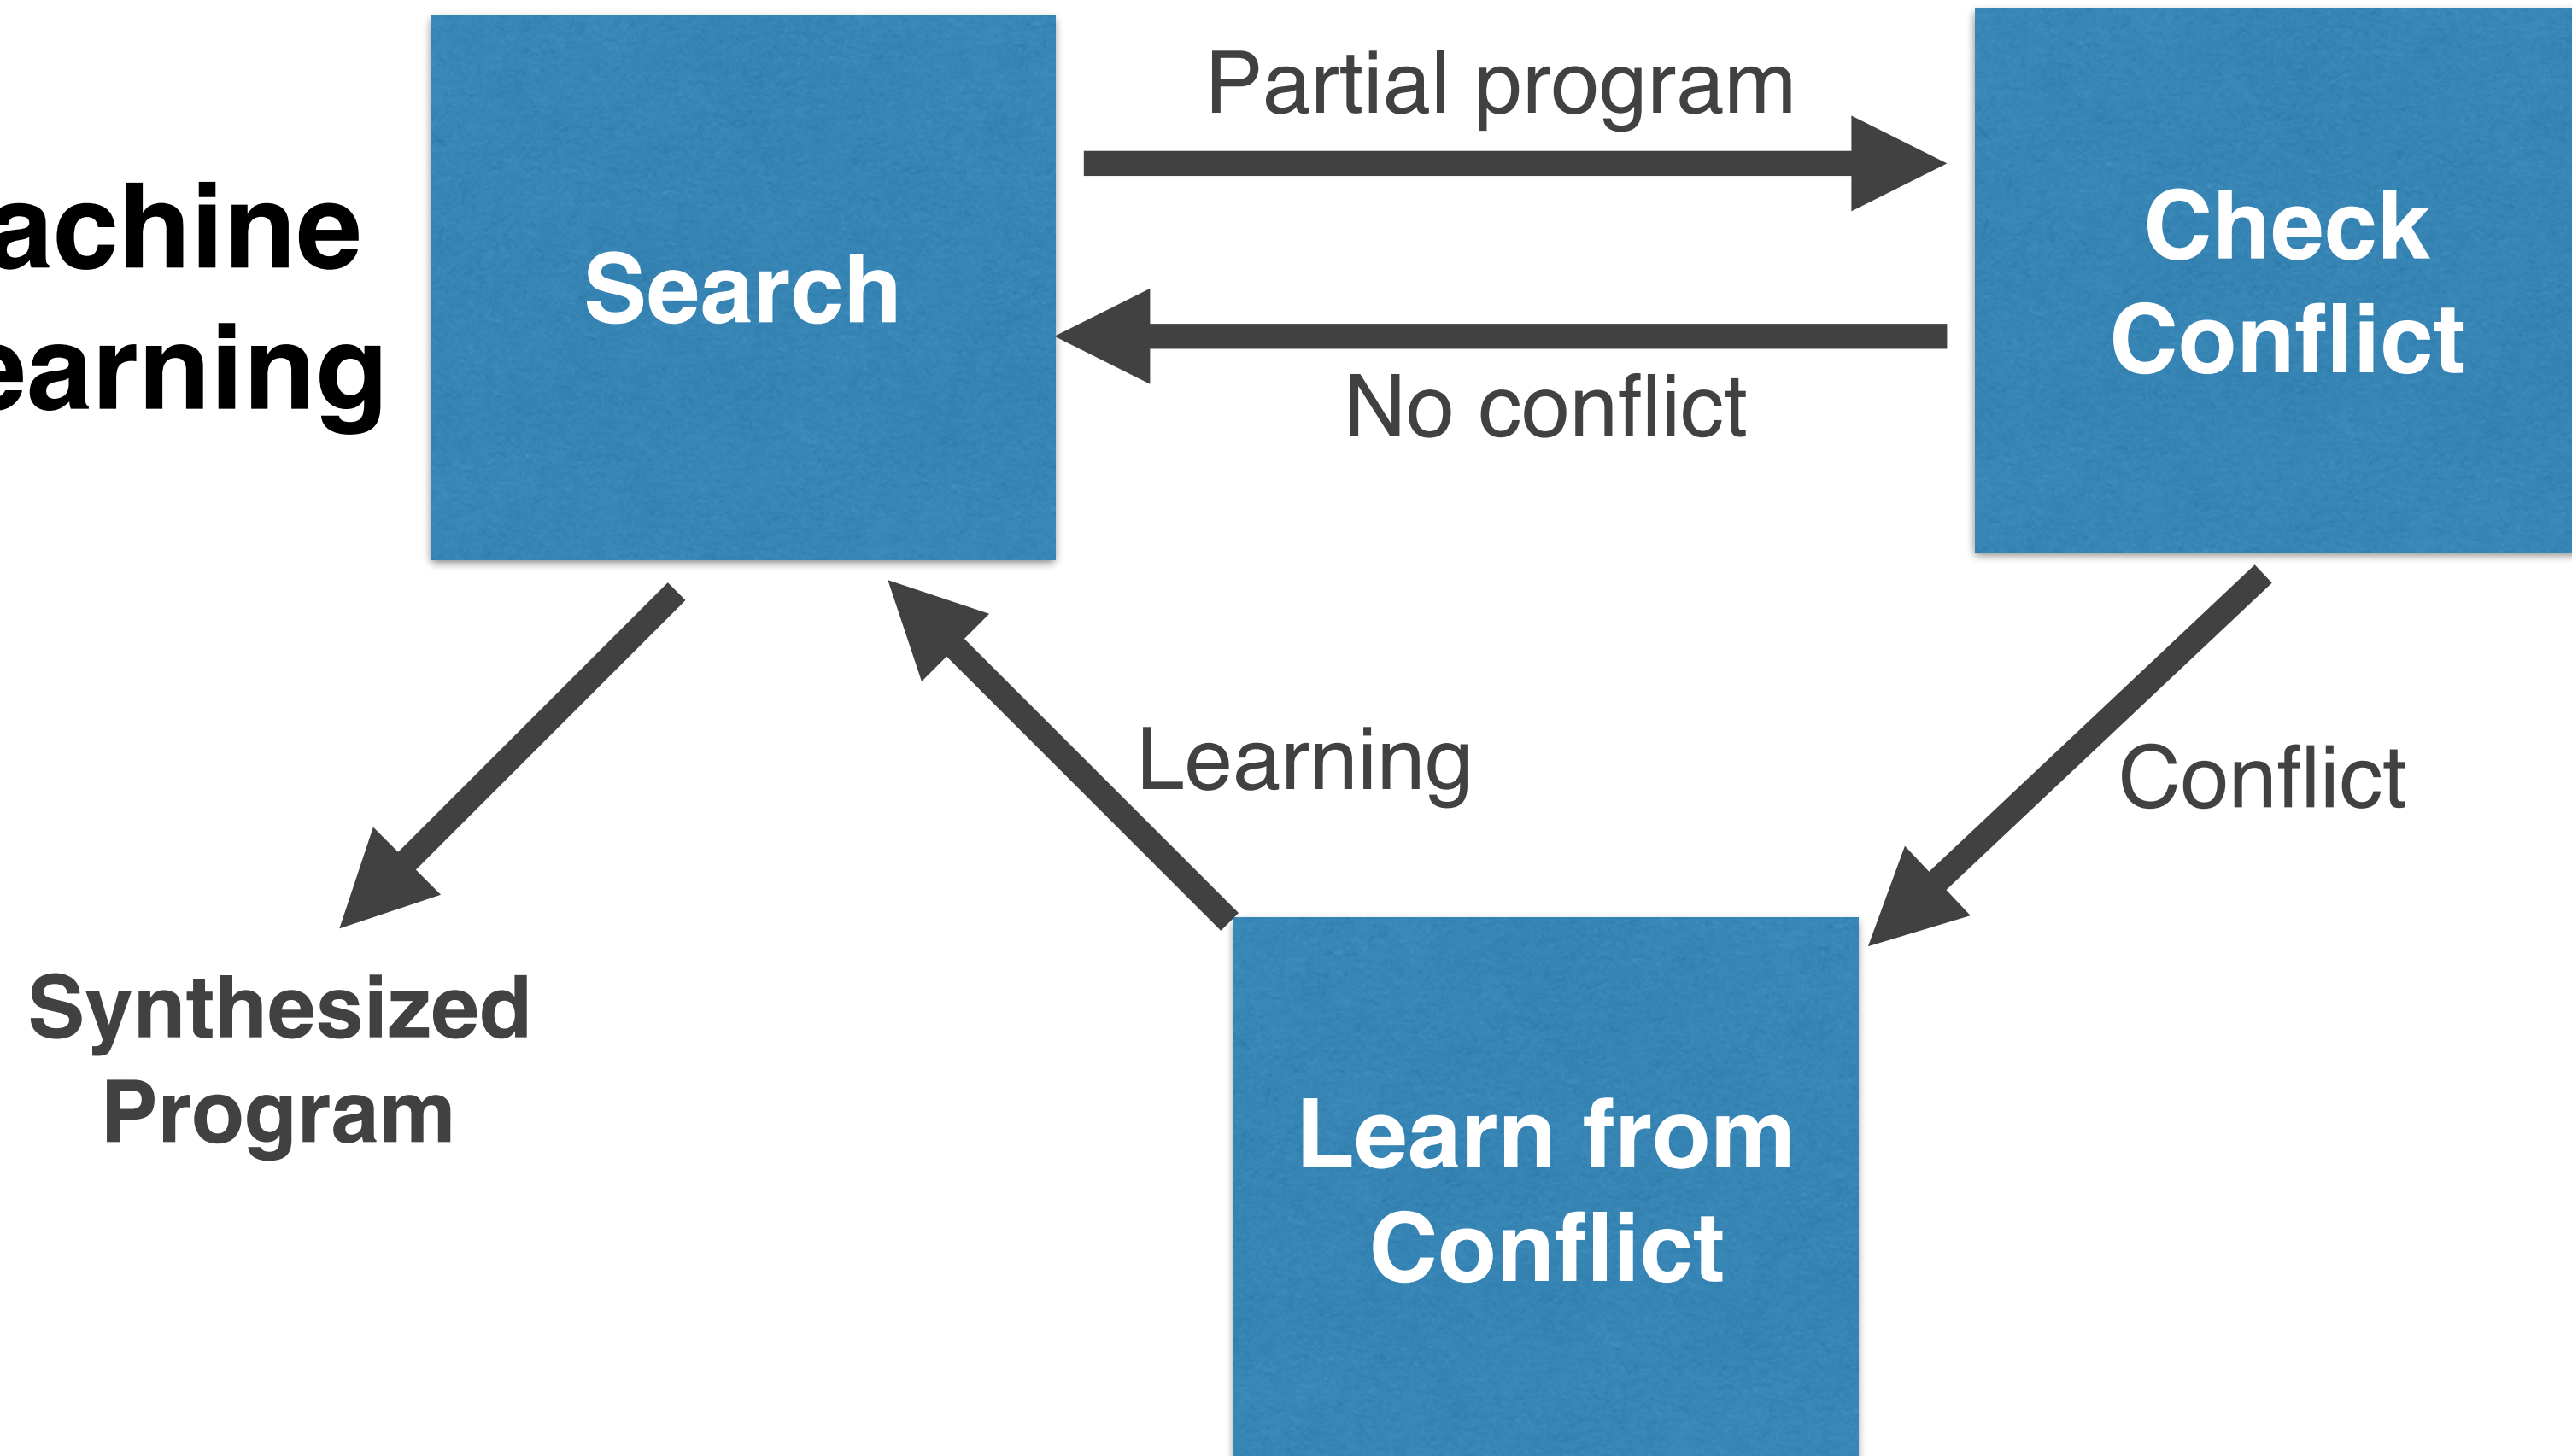 achine
earning
Search
Partial program
No conflict
Check
Conflict
Learning
Conflict
Synthesized
Program
Learn from
Conflict